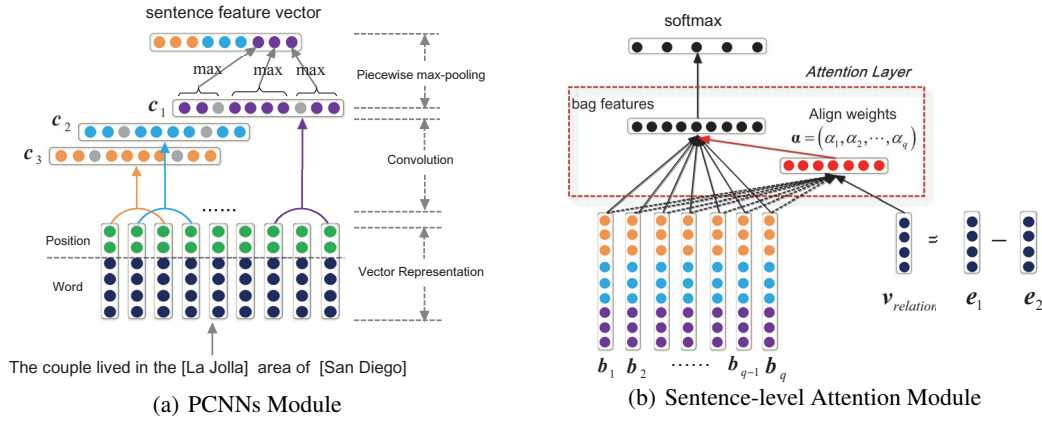 sentence feature vector
max
max
max
Piecewise max-pooling
c1
c2
c3
Convolution
......
Position
Word
Vector Representation
The couple lived in the [La Jolla] area of [San Diego]
(a) PCNNs Module
softmax
Attention Layer
bag features
Align weights
α = (α1, α2, ···, αq)
≈
−
vrelation
e1
e2
b1
b2
......
bq−1
bq
(b) Sentence-level Attention Module